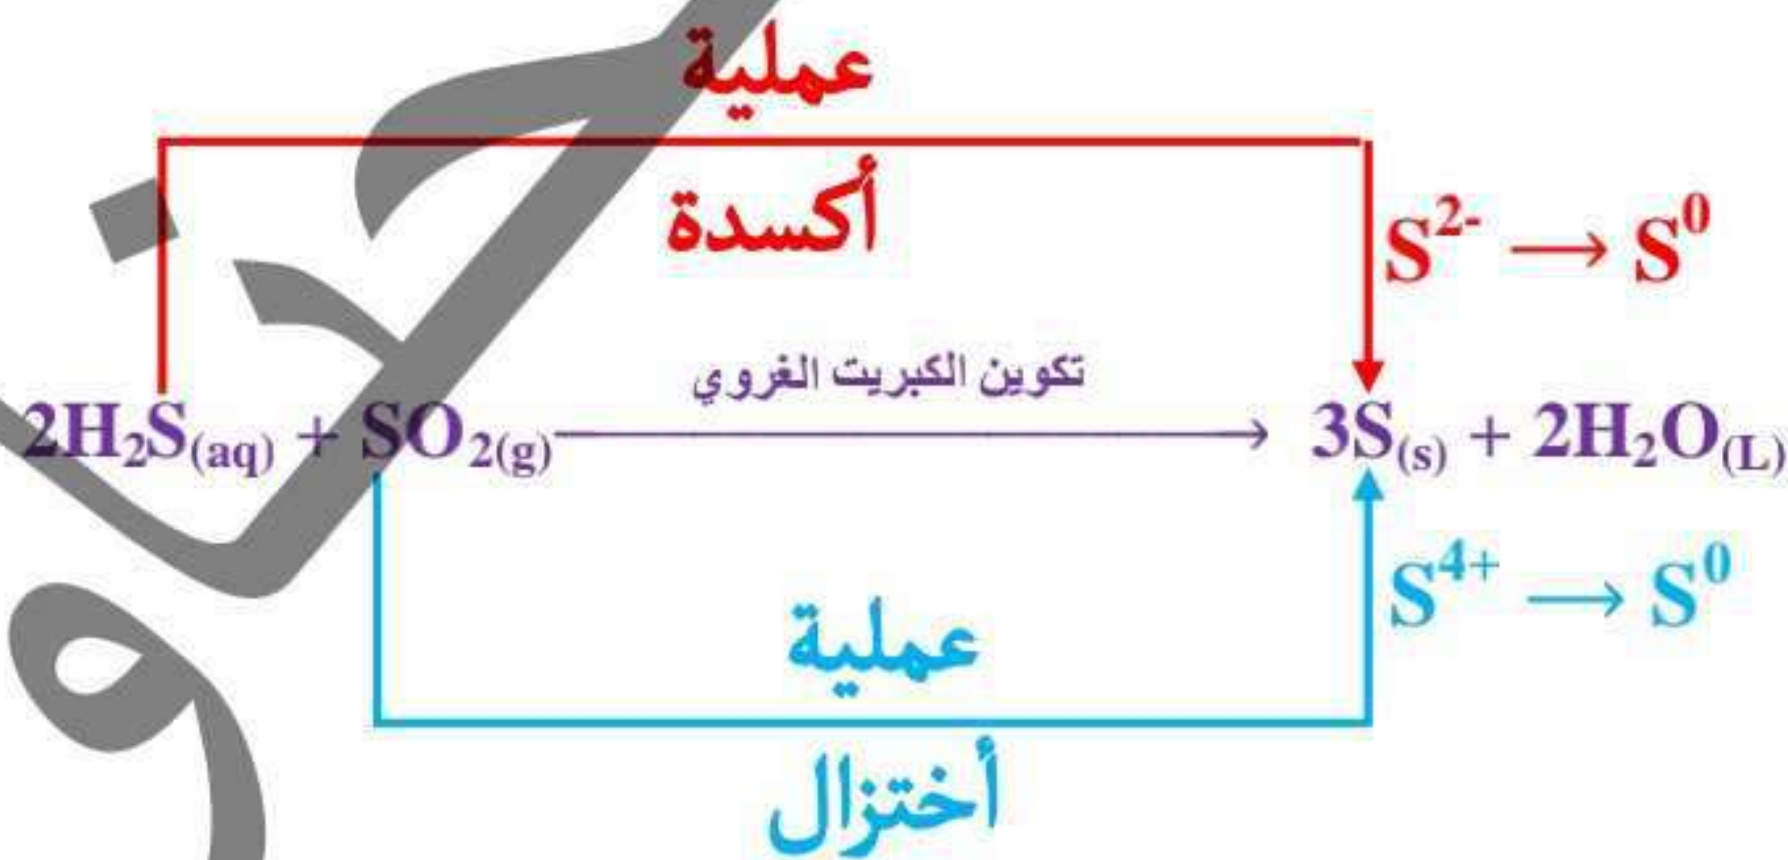 عملية
أكسدة
S²⁻ ⟶ S⁰
تكوين الكبريت الغروي
2H₂S(aq) + SO₂(g) ⟶ 3S(s) + 2H₂O(L)
S⁴⁺ ⟶ S⁰
عملية
أختزال